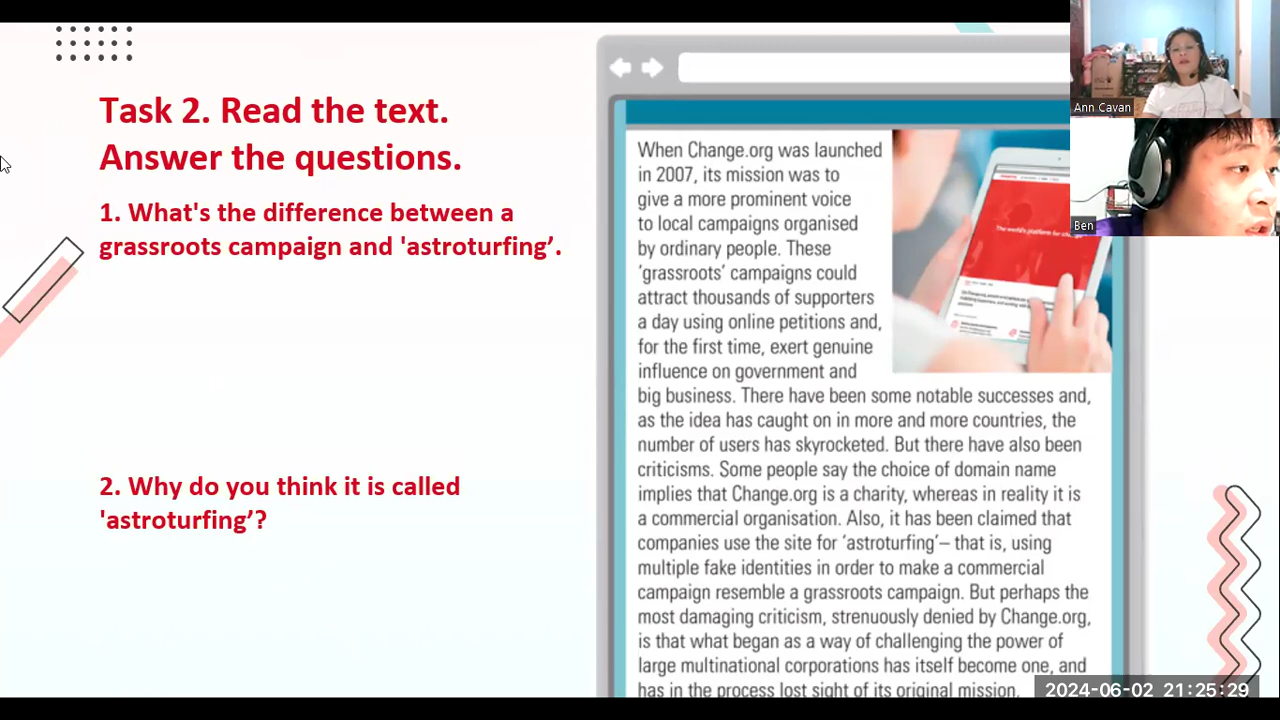 Task 2. Read the text.
Answer the questions.
1. What's the difference between a
grassroots campaign and 'astroturfing’.
2. Why do you think it is called
'astroturfing’?
When Change.org was launched
in 2007, its mission was to
give a more prominent voice
to local campaigns organised
by ordinary people. These
‘grassroots’ campaigns could
attract thousands of supporters
a day using online petitions and,
for the first time, exert genuine
influence on government and
big business. There have been some notable successes and,
as the idea has caught on in more and more countries, the
number of users has skyrocketed. But there have also been
criticisms. Some people say the choice of domain name
implies that Change.org is a charity, whereas in reality it is
a commercial organisation. Also, it has been claimed that
companies use the site for ‘astroturfing’– that is, using
multiple fake identities in order to make a commercial
campaign resemble a grassroots campaign. But perhaps the
most damaging criticism, strenuously denied by Change.org,
is that what began as a way of challenging the power of
large multinational corporations has itself become one, and
has in the process lost sight of its original mission.
The world's platform for
Ann Cavan
Ben
2024-06-02 21:25:29